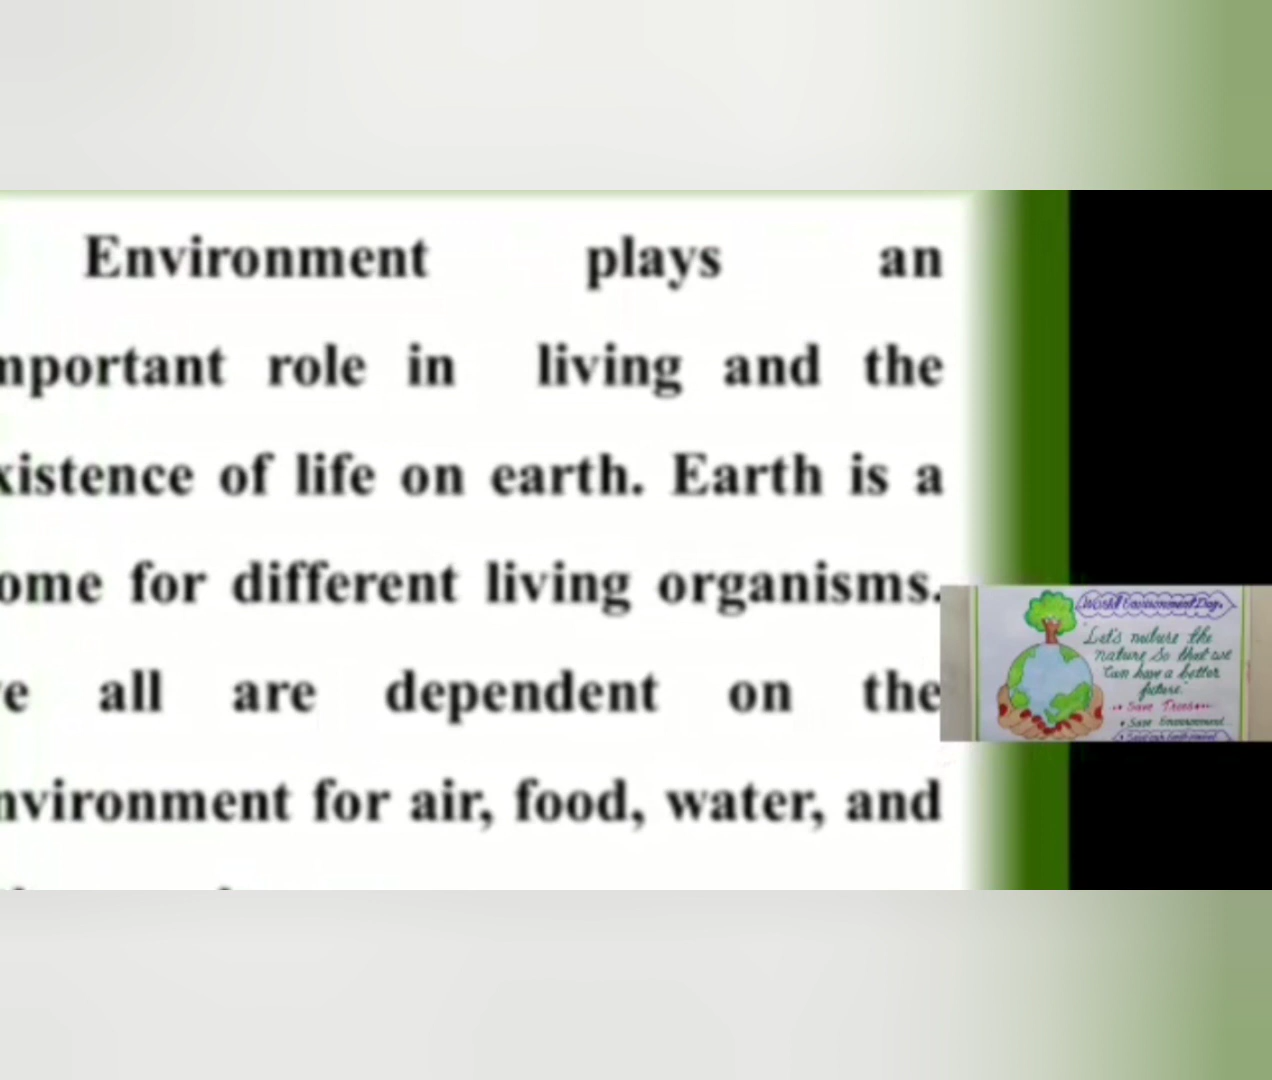 Environment plays an
mportant role in living and the
xistence of life on earth. Earth is a
ome for different living organisms.
e all are dependent on the
nvironment for air, food, water, and
World Environment Day
"Let's nuture the
nature So that we
Can have a better
future."
Save Trees
• Save Environment